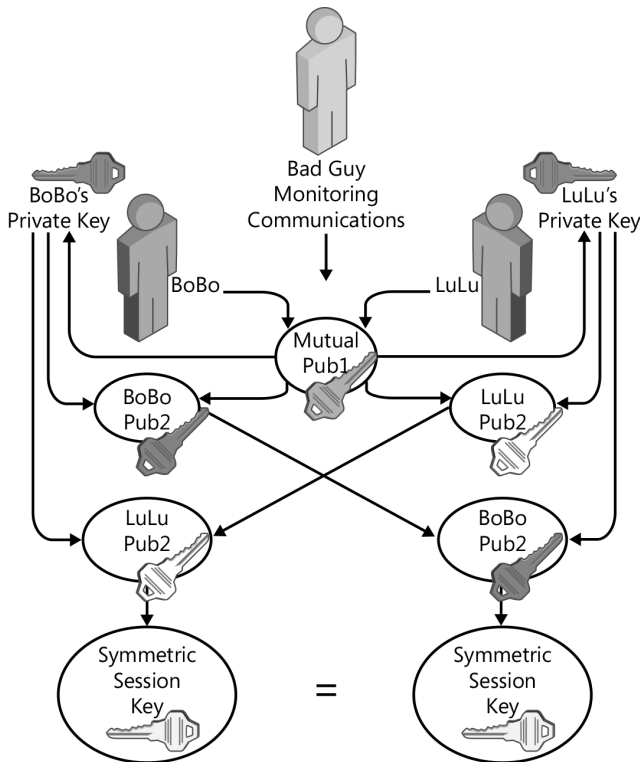 Bad Guy
Monitoring
Communications
BoBo's
Private Key
LuLu's
Private Key
BoBo
LuLu
Mutual
Pub1
BoBo
Pub2
LuLu
Pub2
LuLu
Pub2
BoBo
Pub2
Symmetric
Session
Key
=
Symmetric
Session
Key